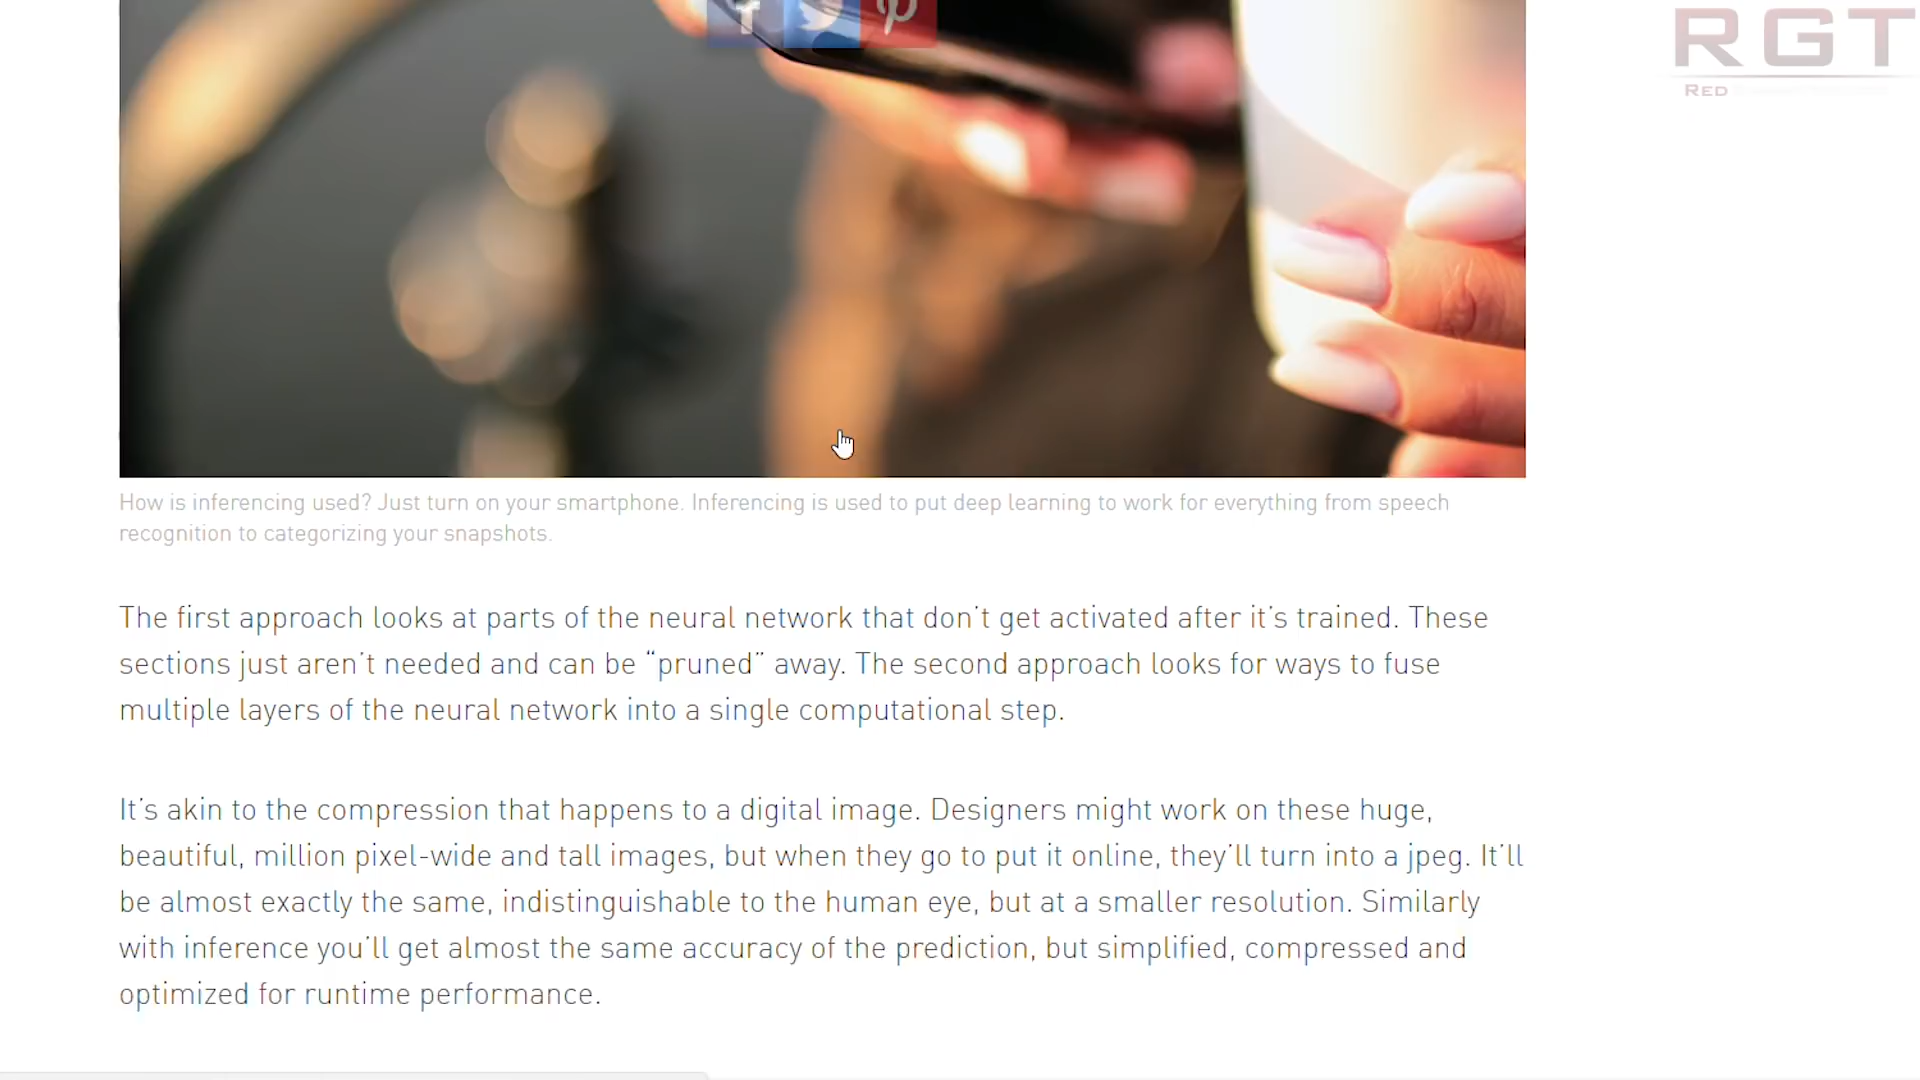 RGT
RED
How is inferencing used? Just turn on your smartphone. Inferencing is used to put deep learning to work for everything from speech
recognition to categorizing your snapshots.
The first approach looks at parts of the neural network that don't get activated after it's trained. These
sections just aren't needed and can be “pruned” away. The second approach looks for ways to fuse
multiple layers of the neural network into a single computational step.
It's akin to the compression that happens to a digital image. Designers might work on these huge,
beautiful, million pixel-wide and tall images, but when they go to put it online, they'll turn into a jpeg. It'll
be almost exactly the same, indistinguishable to the human eye, but at a smaller resolution. Similarly
with inference you'll get almost the same accuracy of the prediction, but simplified, compressed and
optimized for runtime performance.